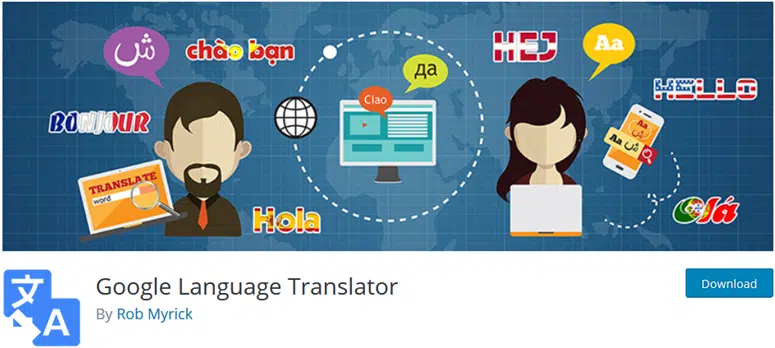 ش
chào bạn
да
HEJ
Aa
Ciao
HELLO
BONJOUR
Aa
Aa ش
TRANSLATE
word
Hola
Olá
文
A
Google Language Translator
Download
By Rob Myrick